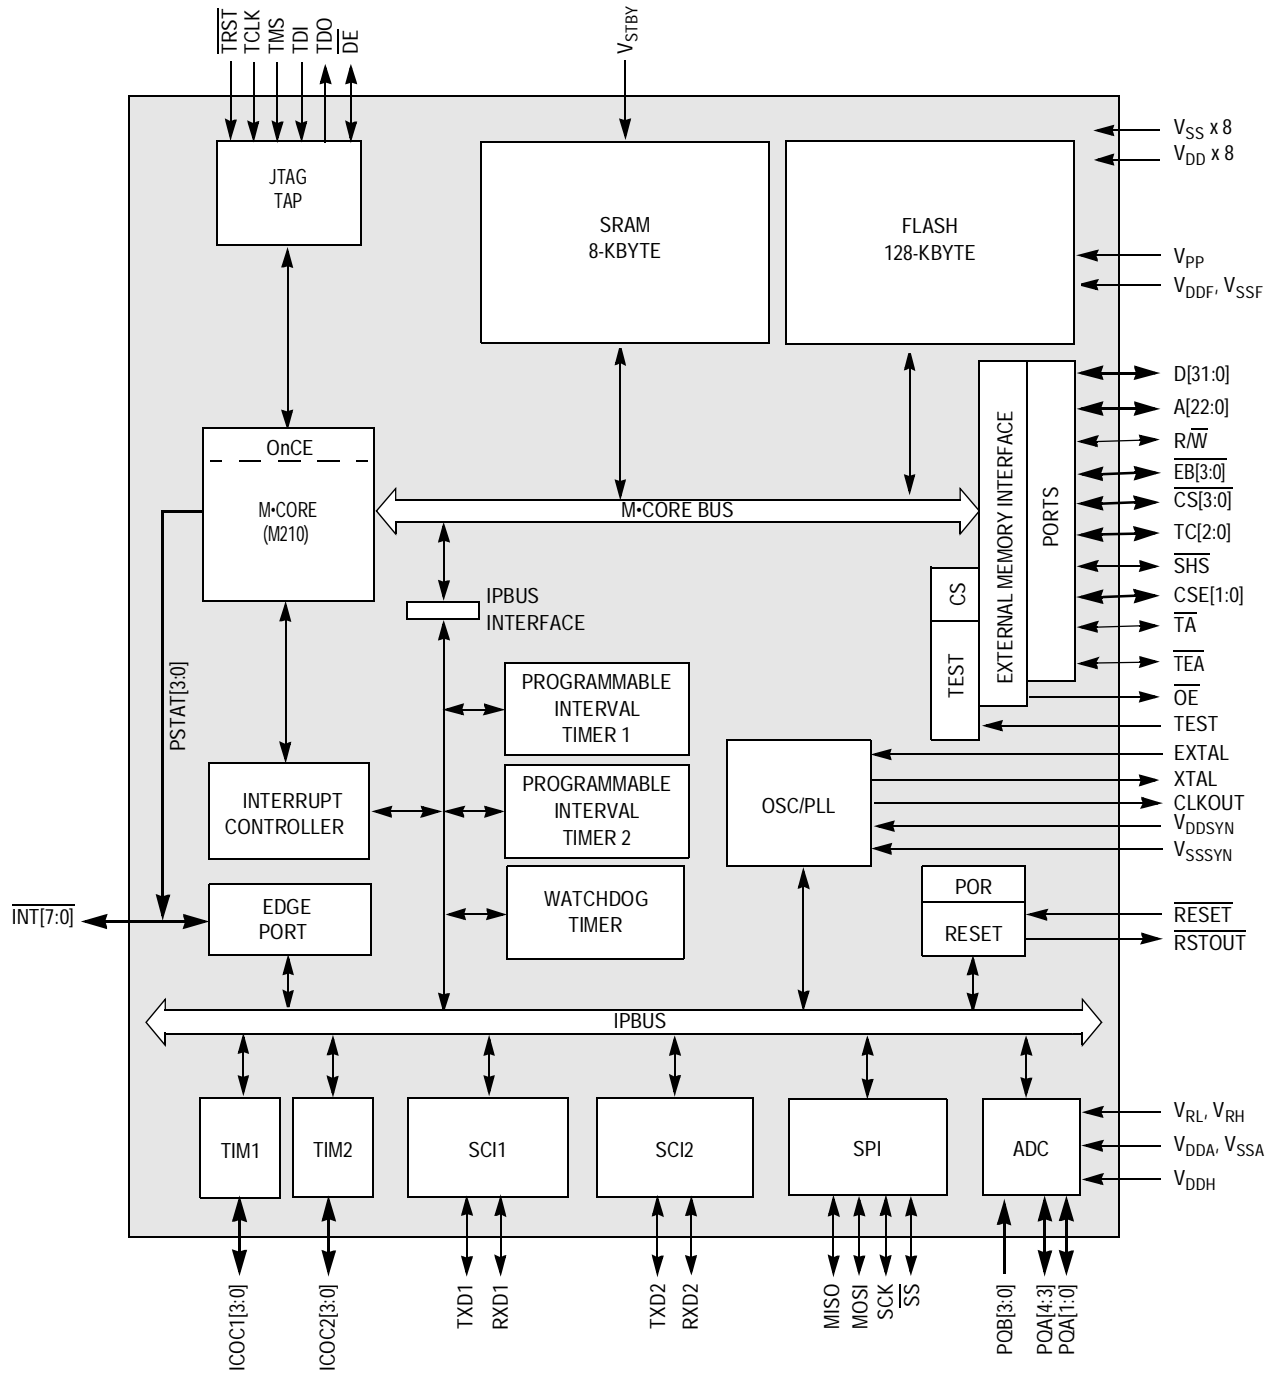 TRST
TCLK
TMS
TDI
TDO
DE
VSTBY
JTAG
TAP
SRAM
8-KBYTE
FLASH
128-KBYTE
VSS x 8
VDD x 8
VPP
VDDF, VSSF
OnCE
M•CORE
(M210)
M•CORE BUS
EXTERNAL MEMORY INTERFACE
PORTS
CS
TEST
D[31:0]
A[22:0]
R/W
EB[3:0]
CS[3:0]
TC[2:0]
SHS
CSE[1:0]
TA
TEA
OE
TEST
EXTAL
XTAL
CLKOUT
VDDSYN
VSSSYN
IPBUS
INTERFACE
PSTAT[3:0]
PROGRAMMABLE
INTERVAL
TIMER 1
PROGRAMMABLE
INTERVAL
TIMER 2
WATCHDOG
TIMER
OSC/PLL
INTERRUPT
CONTROLLER
EDGE
PORT
INT[7:0]
POR
RESET
RESET
RSTOUT
IPBUS
TIM1
TIM2
SCI1
SCI2
SPI
ADC
VRL, VRH
VDDA, VSSA
VDDH
ICOC1[3:0]
ICOC2[3:0]
TXD1
RXD1
TXD2
RXD2
MISO
MOSI
SCK
SS
PQB[3:0]
PQA[4:3]
PQA[1:0]